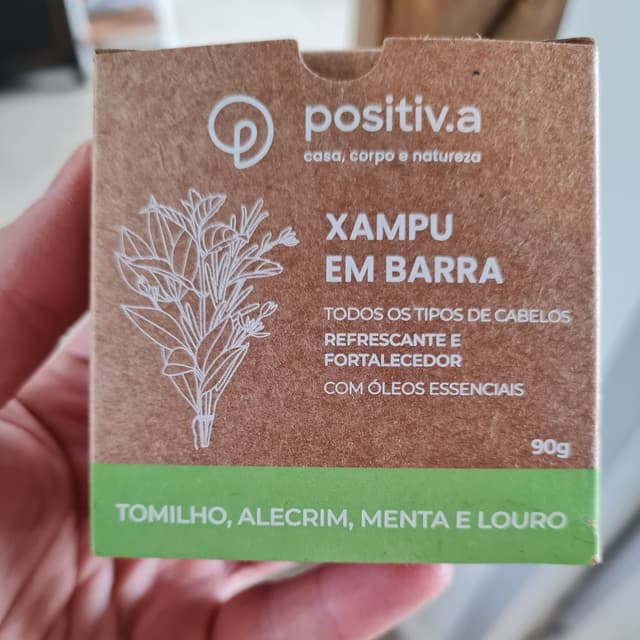 positiv.a
casa, corpo e natureza
XAMPU
EM BARRA
TODOS OS TIPOS DE CABELOS
REFRESCANTE E
FORTALECEDOR
COM ÓLEOS ESSENCIAIS
90g
TOMILHO, ALECRIM, MENTA E LOURO